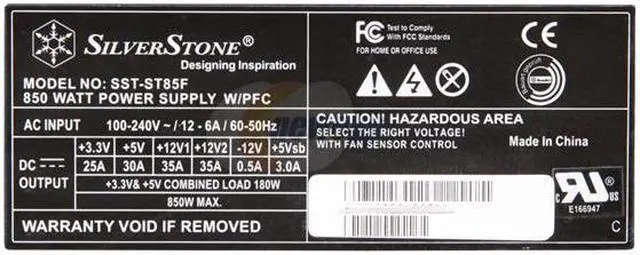 SILVERSTONE®
Designing Inspiration
MODEL NO: SST-ST85F
850 WATT POWER SUPPLY W/PFC
AC INPUT 100-240V ~ / 12 - 6A / 60-50Hz
DC OUTPUT
+3.3V +5V +12V1 +12V2 -12V +5Vsb
25A 30A 35A 35A 0.5A 3.0A
+3.3V& +5V COMBINED LOAD 180W
850W MAX.
WARRANTY VOID IF REMOVED
FC Test to Comply
With FCC Standards
FOR HOME OR OFFICE USE
CE
CAUTION! HAZARDOUS AREA
SELECT THE RIGHT VOLTAGE!
WITH FAN SENSOR CONTROL
Made In China
c RU US
E166947
C